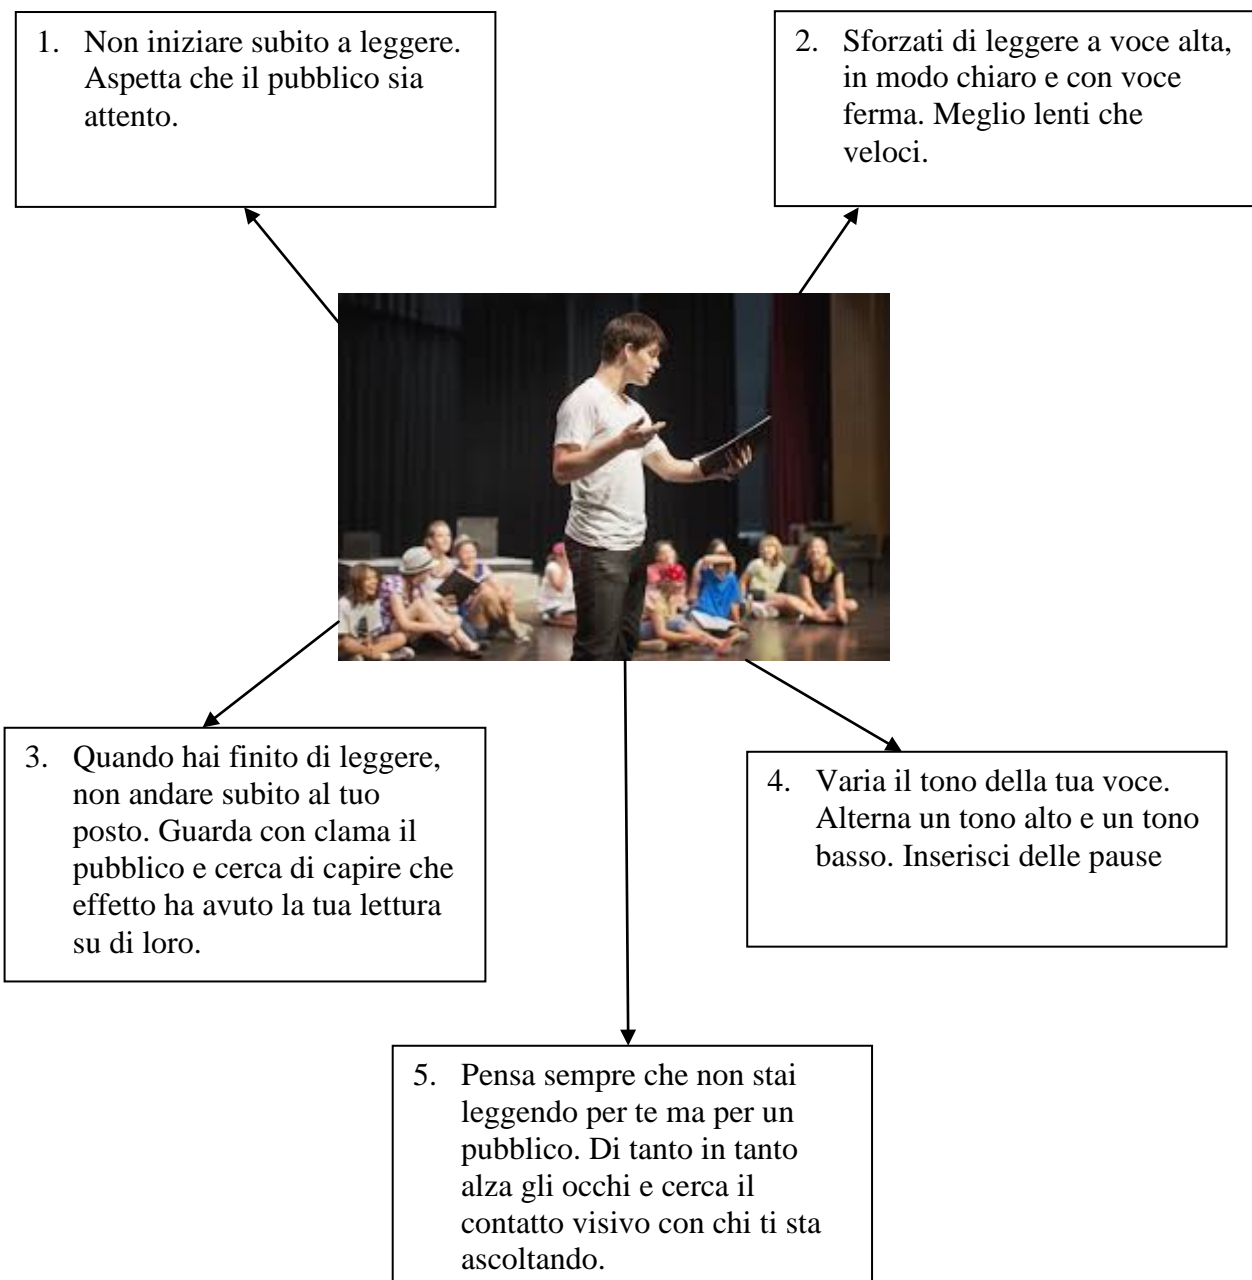 1. Non iniziare subito a leggere.
Aspetta che il pubblico sia
attento.
2. Sforzati di leggere a voce alta,
in modo chiaro e con voce
ferma. Meglio lenti che
veloci.
3. Quando hai finito di leggere,
non andare subito al tuo
posto. Guarda con clama il
pubblico e cerca di capire che
effetto ha avuto la tua lettura
su di loro.
4. Varia il tono della tua voce.
Alterna un tono alto e un tono
basso. Inserisci delle pause
5. Pensa sempre che non stai
leggendo per te ma per un
pubblico. Di tanto in tanto
alza gli occhi e cerca il
contatto visivo con chi ti sta
ascoltando.